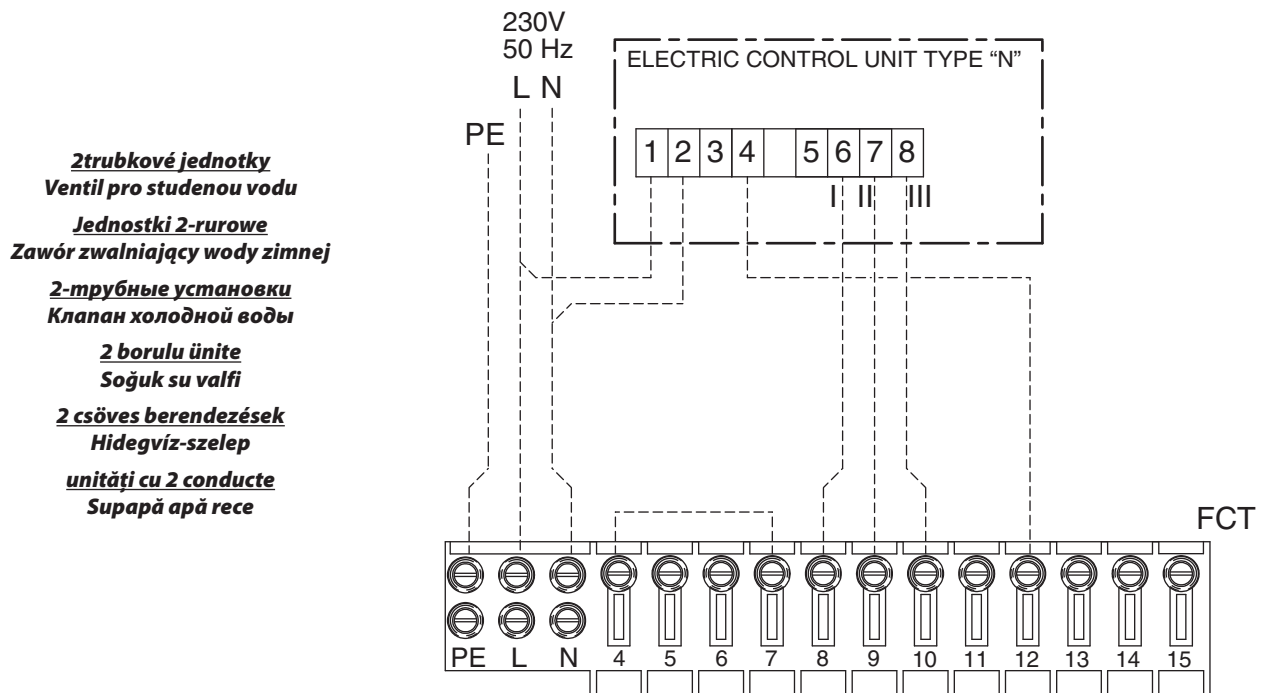 230V
50 Hz
L N
PE
ELECTRIC CONTROL UNIT TYPE “N”
1 2 3 4 5 6 7 8
I II III
2trubkové jednotky
Ventil pro studenou vodu
Jednostki 2-rurowe
Zawór zwalniający wody zimnej
2-трубные установки
Клапан холодной воды
2 borulu ünite
Soğuk su valfi
2 csöves berendezések
Hidegvíz-szelep
unități cu 2 conducte
Supapă apă rece
FCT
PE L N 4 5 6 7 8 9 10 11 12 13 14 15